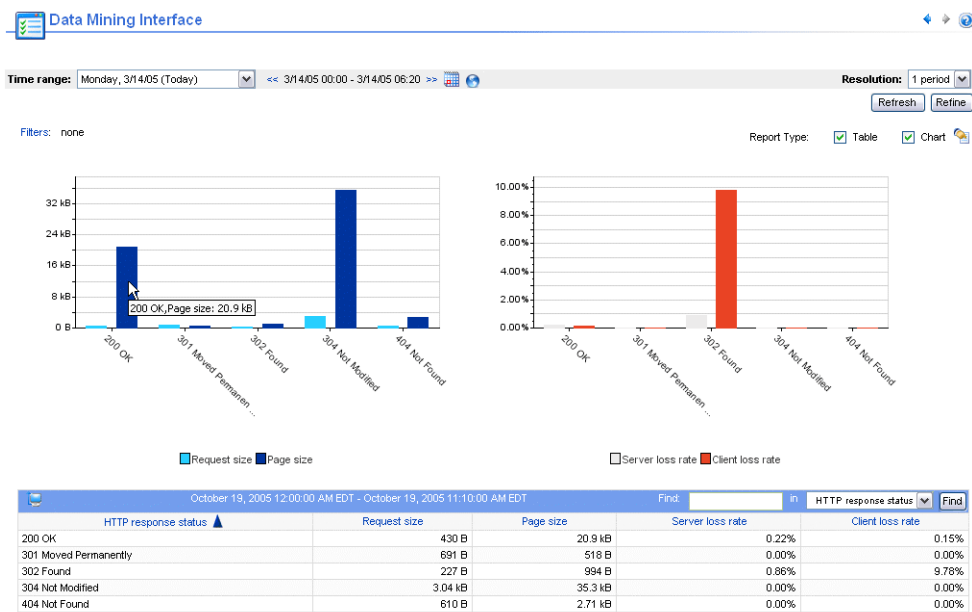 Data Mining Interface
Time range: Monday, 3/14/05 (Today) << 3/14/05 00:00 - 3/14/05 06:20 >> Resolution: 1 period
Refresh Refine
Filters: none Report Type: Table Chart
32 kB
24 kB
16 kB
8 kB
0 B
200 OK,Page size: 20.9 kB
200 OK
301 Moved Permanen ...
302 Found
304 Not Modified
404 Not Found
Request size Page size
10.00%
8.00%
6.00%
4.00%
2.00%
0.00%
200 OK
301 Moved Permanen ...
302 Found
304 Not Modified
404 Not Found
Server loss rate Client loss rate
October 19, 2005 12:00:00 AM EDT - October 19, 2005 11:10:00 AM EDT Find: in HTTP response status Find
HTTP response status Request size Page size Server loss rate Client loss rate
200 OK 430 B 20.9 kB 0.22% 0.15%
301 Moved Permanently 691 B 518 B 0.00% 0.00%
302 Found 227 B 994 B 0.86% 9.78%
304 Not Modified 3.04 kB 35.3 kB 0.00% 0.00%
404 Not Found 610 B 2.71 kB 0.00% 0.00%